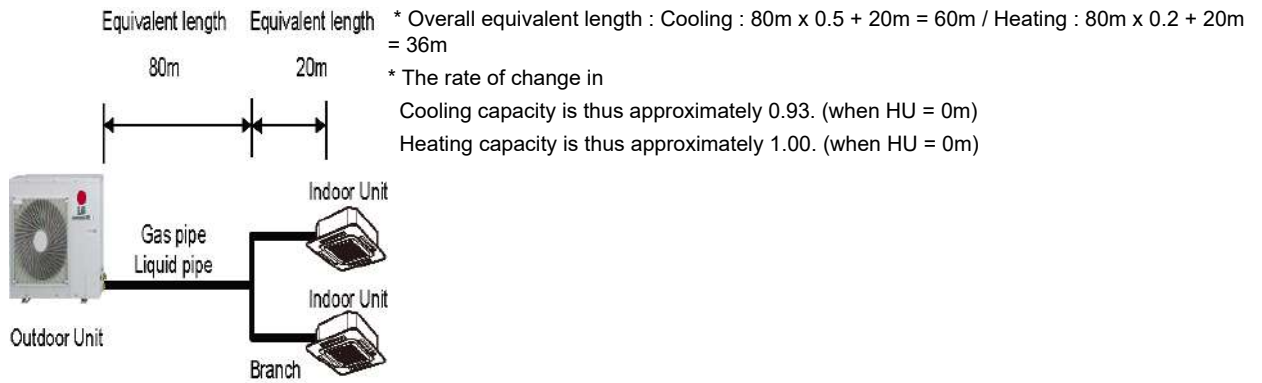 Equivalent length
Equivalent length
80m
20m
* Overall equivalent length : Cooling : 80m x 0.5 + 20m = 60m / Heating : 80m x 0.2 + 20m
= 36m
* The rate of change in
Cooling capacity is thus approximately 0.93. (when HU = 0m)
Heating capacity is thus approximately 1.00. (when HU = 0m)
Indoor Unit
Gas pipe
Liquid pipe
Indoor Unit
Outdoor Unit
Branch
LG